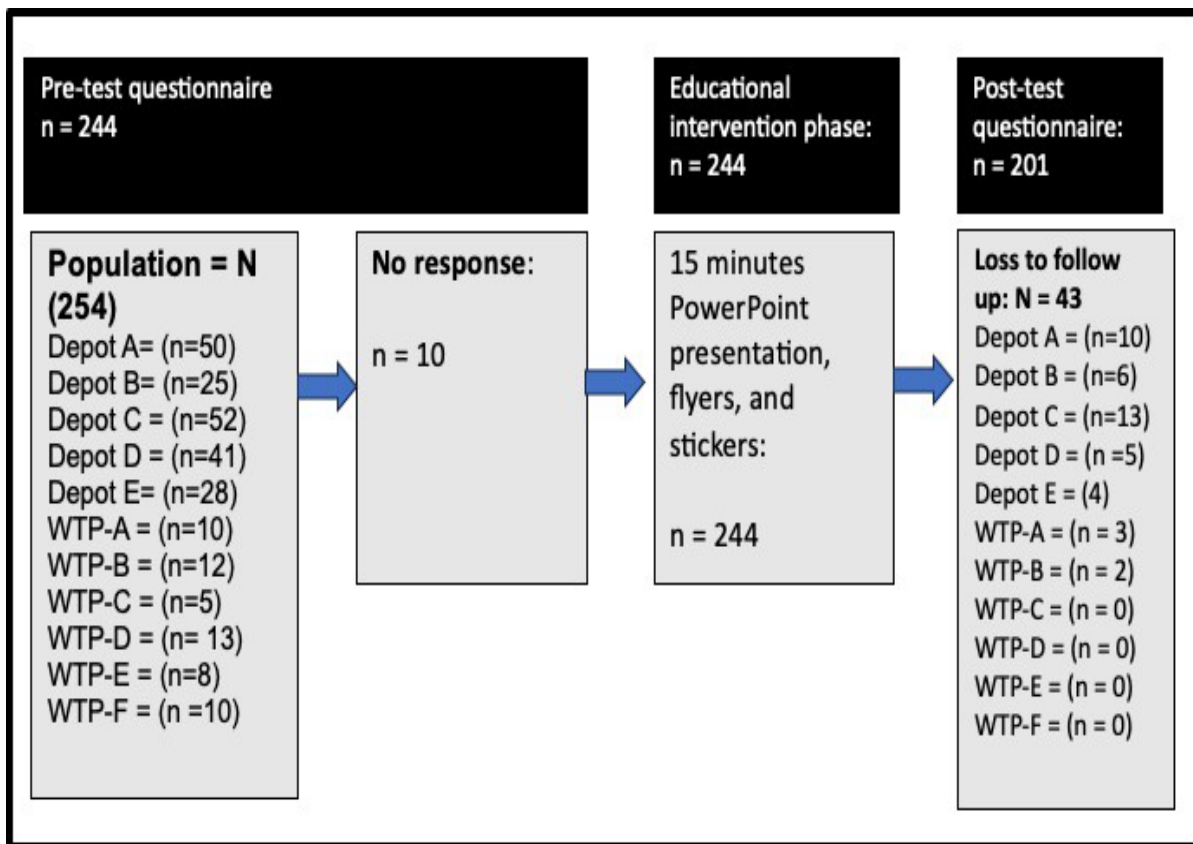 Pre-test questionnaire
n = 244
Educational
intervention phase:
n = 244
Post-test
questionnaire:
n = 201
Population = N
(254)
Depot A= (n=50)
Depot B= (n=25)
Depot C = (n=52)
Depot D = (n=41)
Depot E= (n=28)
WTP-A = (n=10)
WTP-B = (n=12)
WTP-C = (n=5)
WTP-D = (n= 13)
WTP-E = (n=8)
WTP-F = (n =10)
No response:
n = 10
15 minutes
PowerPoint
presentation,
flyers, and
stickers:
n = 244
Loss to follow
up: N = 43
Depot A = (n=10)
Depot B = (n=6)
Depot C = (n=13)
Depot D = (n =5)
Depot E = (4)
WTP-A = (n = 3)
WTP-B = (n = 2)
WTP-C = (n = 0)
WTP-D = (n = 0)
WTP-E = (n = 0)
WTP-F = (n = 0)